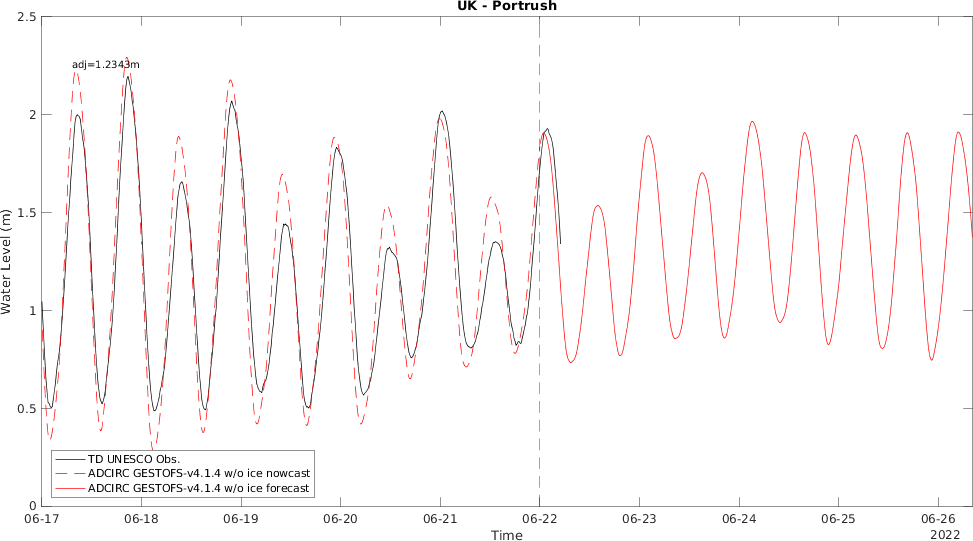 UK - Portrush
2.5
adj=1.2343m
2
1.5
Water Level (m)
1
0.5
TD UNESCO Obs.
ADCIRC GESTOFS-v4.1.4 w/o ice nowcast
ADCIRC GESTOFS-v4.1.4 w/o ice forecast
0
06-17 06-18 06-19 06-20 06-21 06-22 06-23 06-24 06-25 06-26
Time 2022